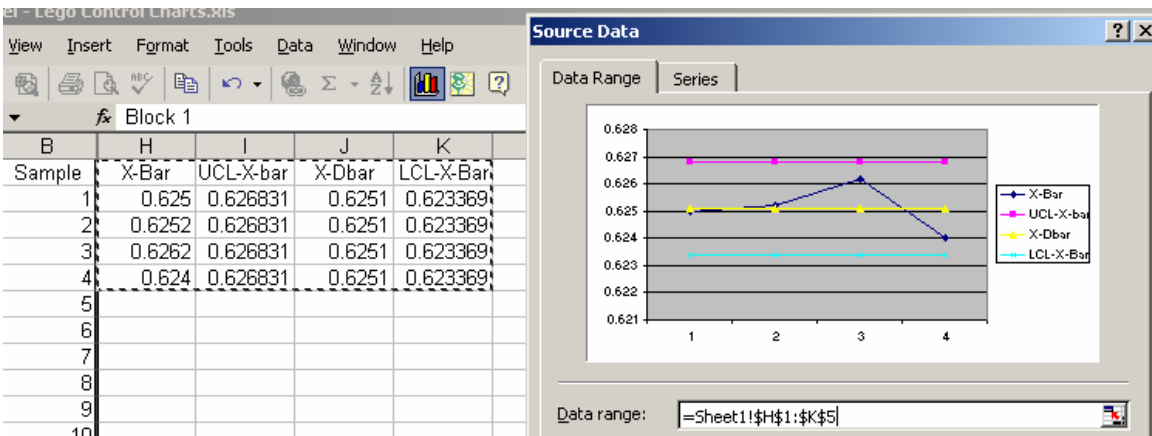 el - Lego Control Charts.xls
View Insert Format Tools Data Window Help
fx Block 1
B H I J K
Sample X-Bar UCL-X-bar X-Dbar LCL-X-Bar
1 0.625 0.626831 0.6251 0.623369
2 0.6252 0.626831 0.6251 0.623369
3 0.6262 0.626831 0.6251 0.623369
4 0.624 0.626831 0.6251 0.623369
5
6
7
8
9
10
Source Data
Data Range Series
0.628
0.627
0.626
0.625
0.624
0.623
0.622
0.621
1 2 3 4
X-Bar
UCL-X-bar
X-Dbar
LCL-X-Bar
Data range: =Sheet1!$H$1:$K$5